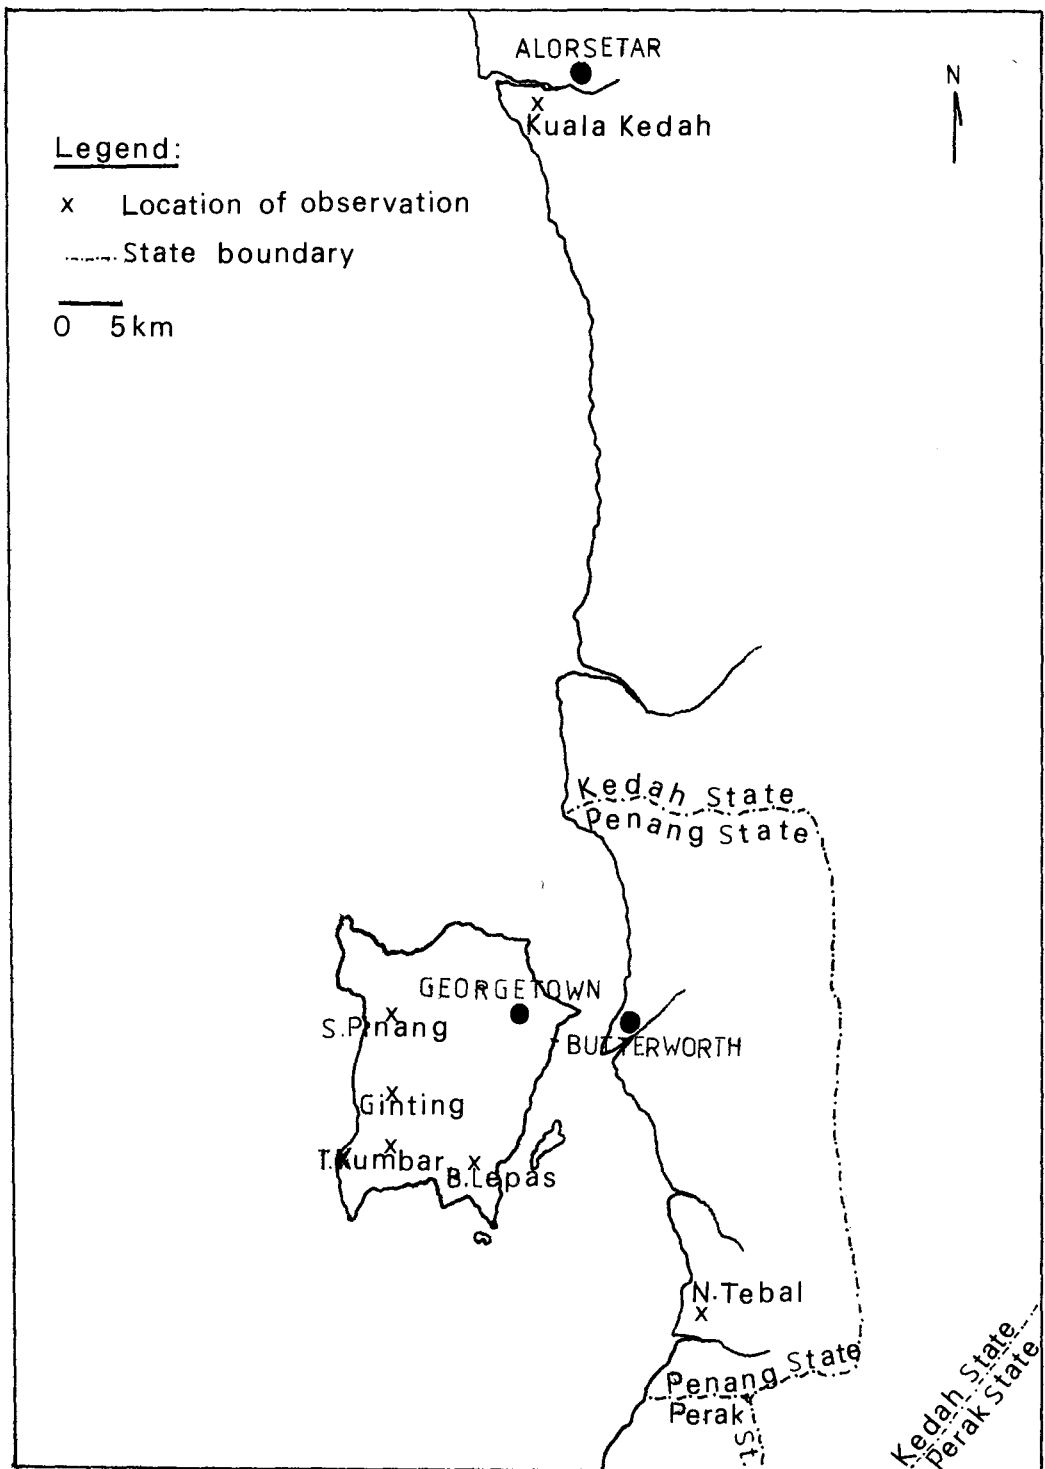 ALORSETAR
N
x
Kuala Kedah
Legend:
x Location of observation
State boundary
0 5km
Kedah State
Penang State
GEORGETOWN
x
S.Pinang
BUTTERWORTH
x
Ginting
x
T.Kumbar
x
B.Lepas
N.Tebal
x
Penang State
Perak St.
Kedah State
Perak State